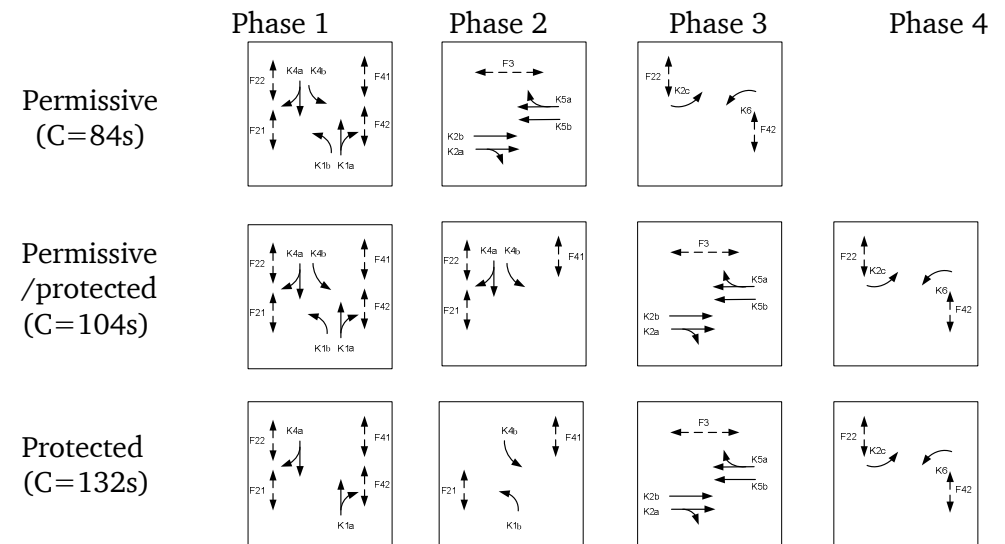 Phase 1 Phase 2 Phase 3 Phase 4
Permissive
(C=84s)
F22 K4a K4b F41
F21 F42
K1b K1a
F3
K5a
K5b
K2b
K2a
F22
K2c
K6
F42
Permissive
/protected
(C=104s)
F22 K4a K4b F41
F21 F42
K1b K1a
F22 K4a K4b F41
F21
F3
K5a
K5b
K2b
K2a
F22
K2c
K6
F42
Protected
(C=132s)
F22 K4a F41
F21 F42
K1a
K4b F41
F21
K1b
F3
K5a
K5b
K2b
K2a
F22
K2c
K6
F42